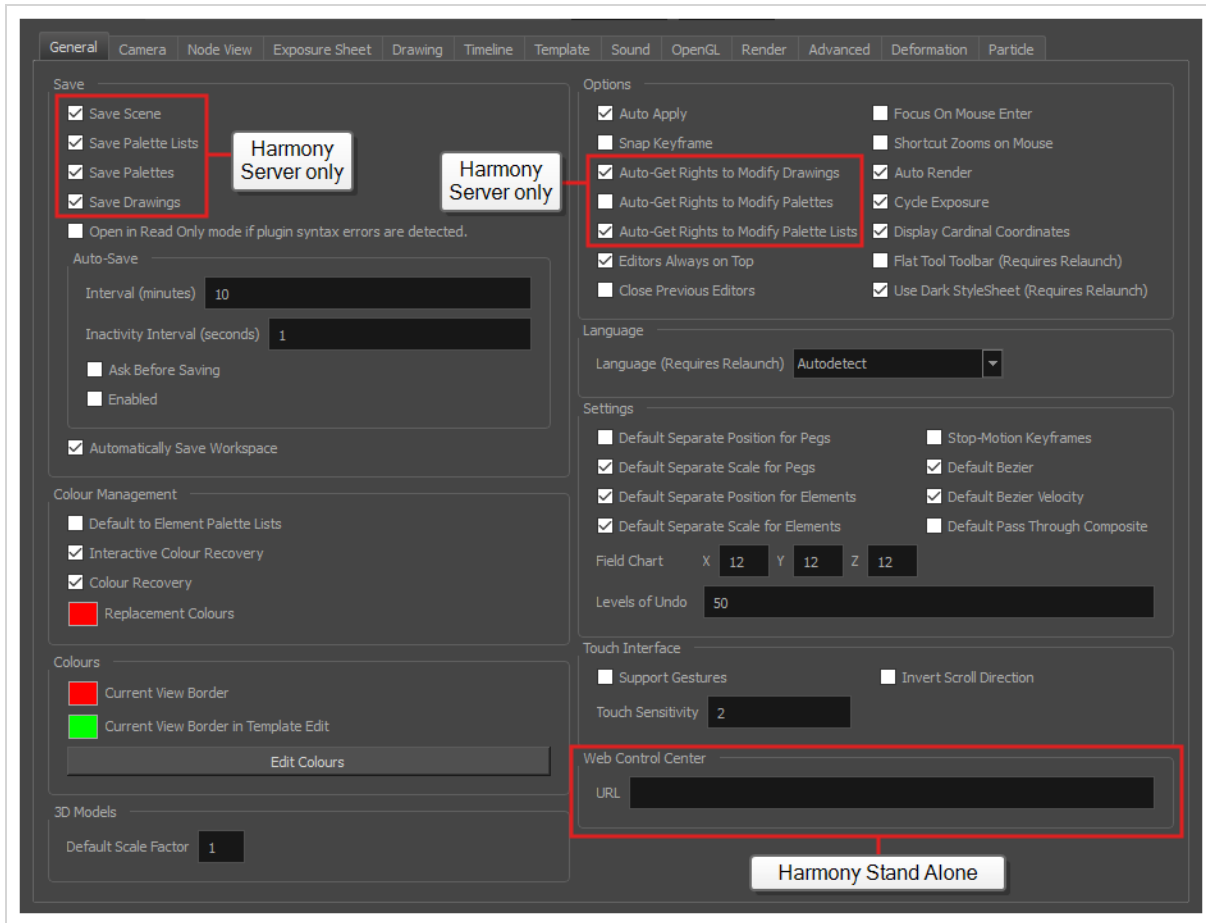 General Camera Node View Exposure Sheet Drawing Timeline Template Sound OpenGL Render Advanced Deformation Particle
Save
Save Scene
Save Palette Lists
Save Palettes
Save Drawings
Harmony
Server only
Open in Read Only mode if plugin syntax errors are detected.
Auto-Save
Interval (minutes) 10
Inactivity Interval (seconds) 1
Ask Before Saving
Enabled
Automatically Save Workspace
Colour Management
Default to Element Palette Lists
Interactive Colour Recovery
Colour Recovery
Replacement Colours
Colours
Current View Border
Current View Border in Template Edit
Edit Colours
3D Models
Default Scale Factor 1
Options
Auto Apply
Snap Keyframe
Harmony
Server only
Auto-Get Rights to Modify Drawings
Auto-Get Rights to Modify Palettes
Auto-Get Rights to Modify Palette Lists
Editors Always on Top
Close Previous Editors
Focus On Mouse Enter
Shortcut Zooms on Mouse
Auto Render
Cycle Exposure
Display Cardinal Coordinates
Flat Tool Toolbar (Requires Relaunch)
Use Dark StyleSheet (Requires Relaunch)
Language
Language (Requires Relaunch) Autodetect
Settings
Default Separate Position for Pegs
Default Separate Scale for Pegs
Default Separate Position for Elements
Default Separate Scale for Elements
Stop-Motion Keyframes
Default Bezier
Default Bezier Velocity
Default Pass Through Composite
Field Chart X 12 Y 12 Z 12
Levels of Undo 50
Touch Interface
Support Gestures
Invert Scroll Direction
Touch Sensitivity 2
Web Control Center
URL
Harmony Stand Alone